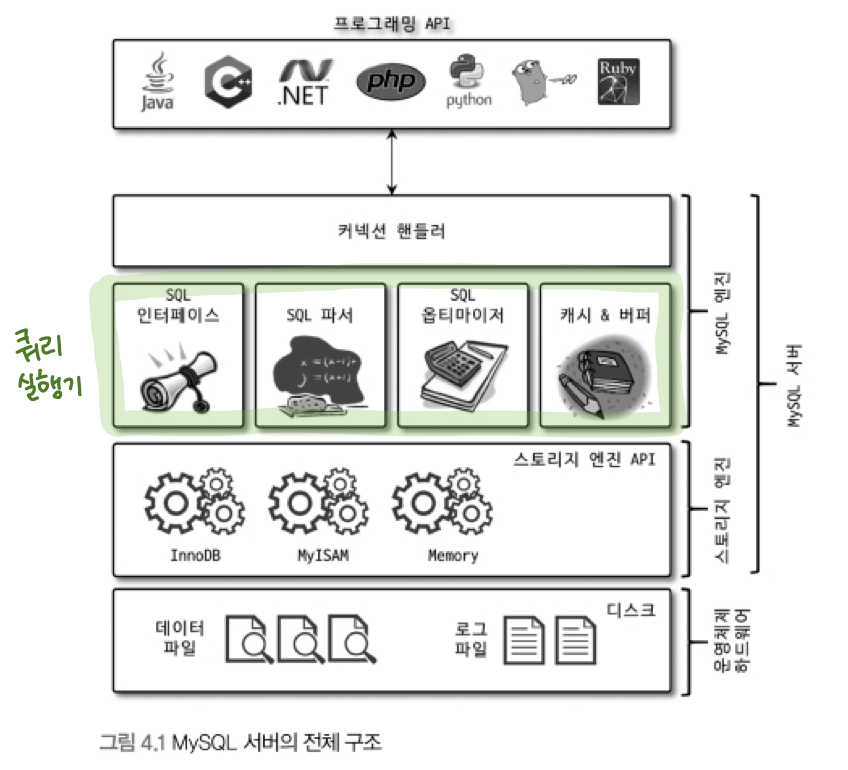 프로그래밍 API
Java
C++
.NET
php
python
GO
Ruby
커넥션 핸들러
SQL
인터페이스
SQL 파서
x = (x-i)+
y = (x+i)
SQL
옵티마이저
캐시 & 버퍼
쿼리
실행기
MySQL 엔진
MySQL 서버
스토리지 엔진 API
InnoDB
MyISAM
Memory
스토리지 엔진
디스크
데이터
파일
로그
파일
운영체제
하드웨어
그림 4.1 MySQL 서버의 전체 구조